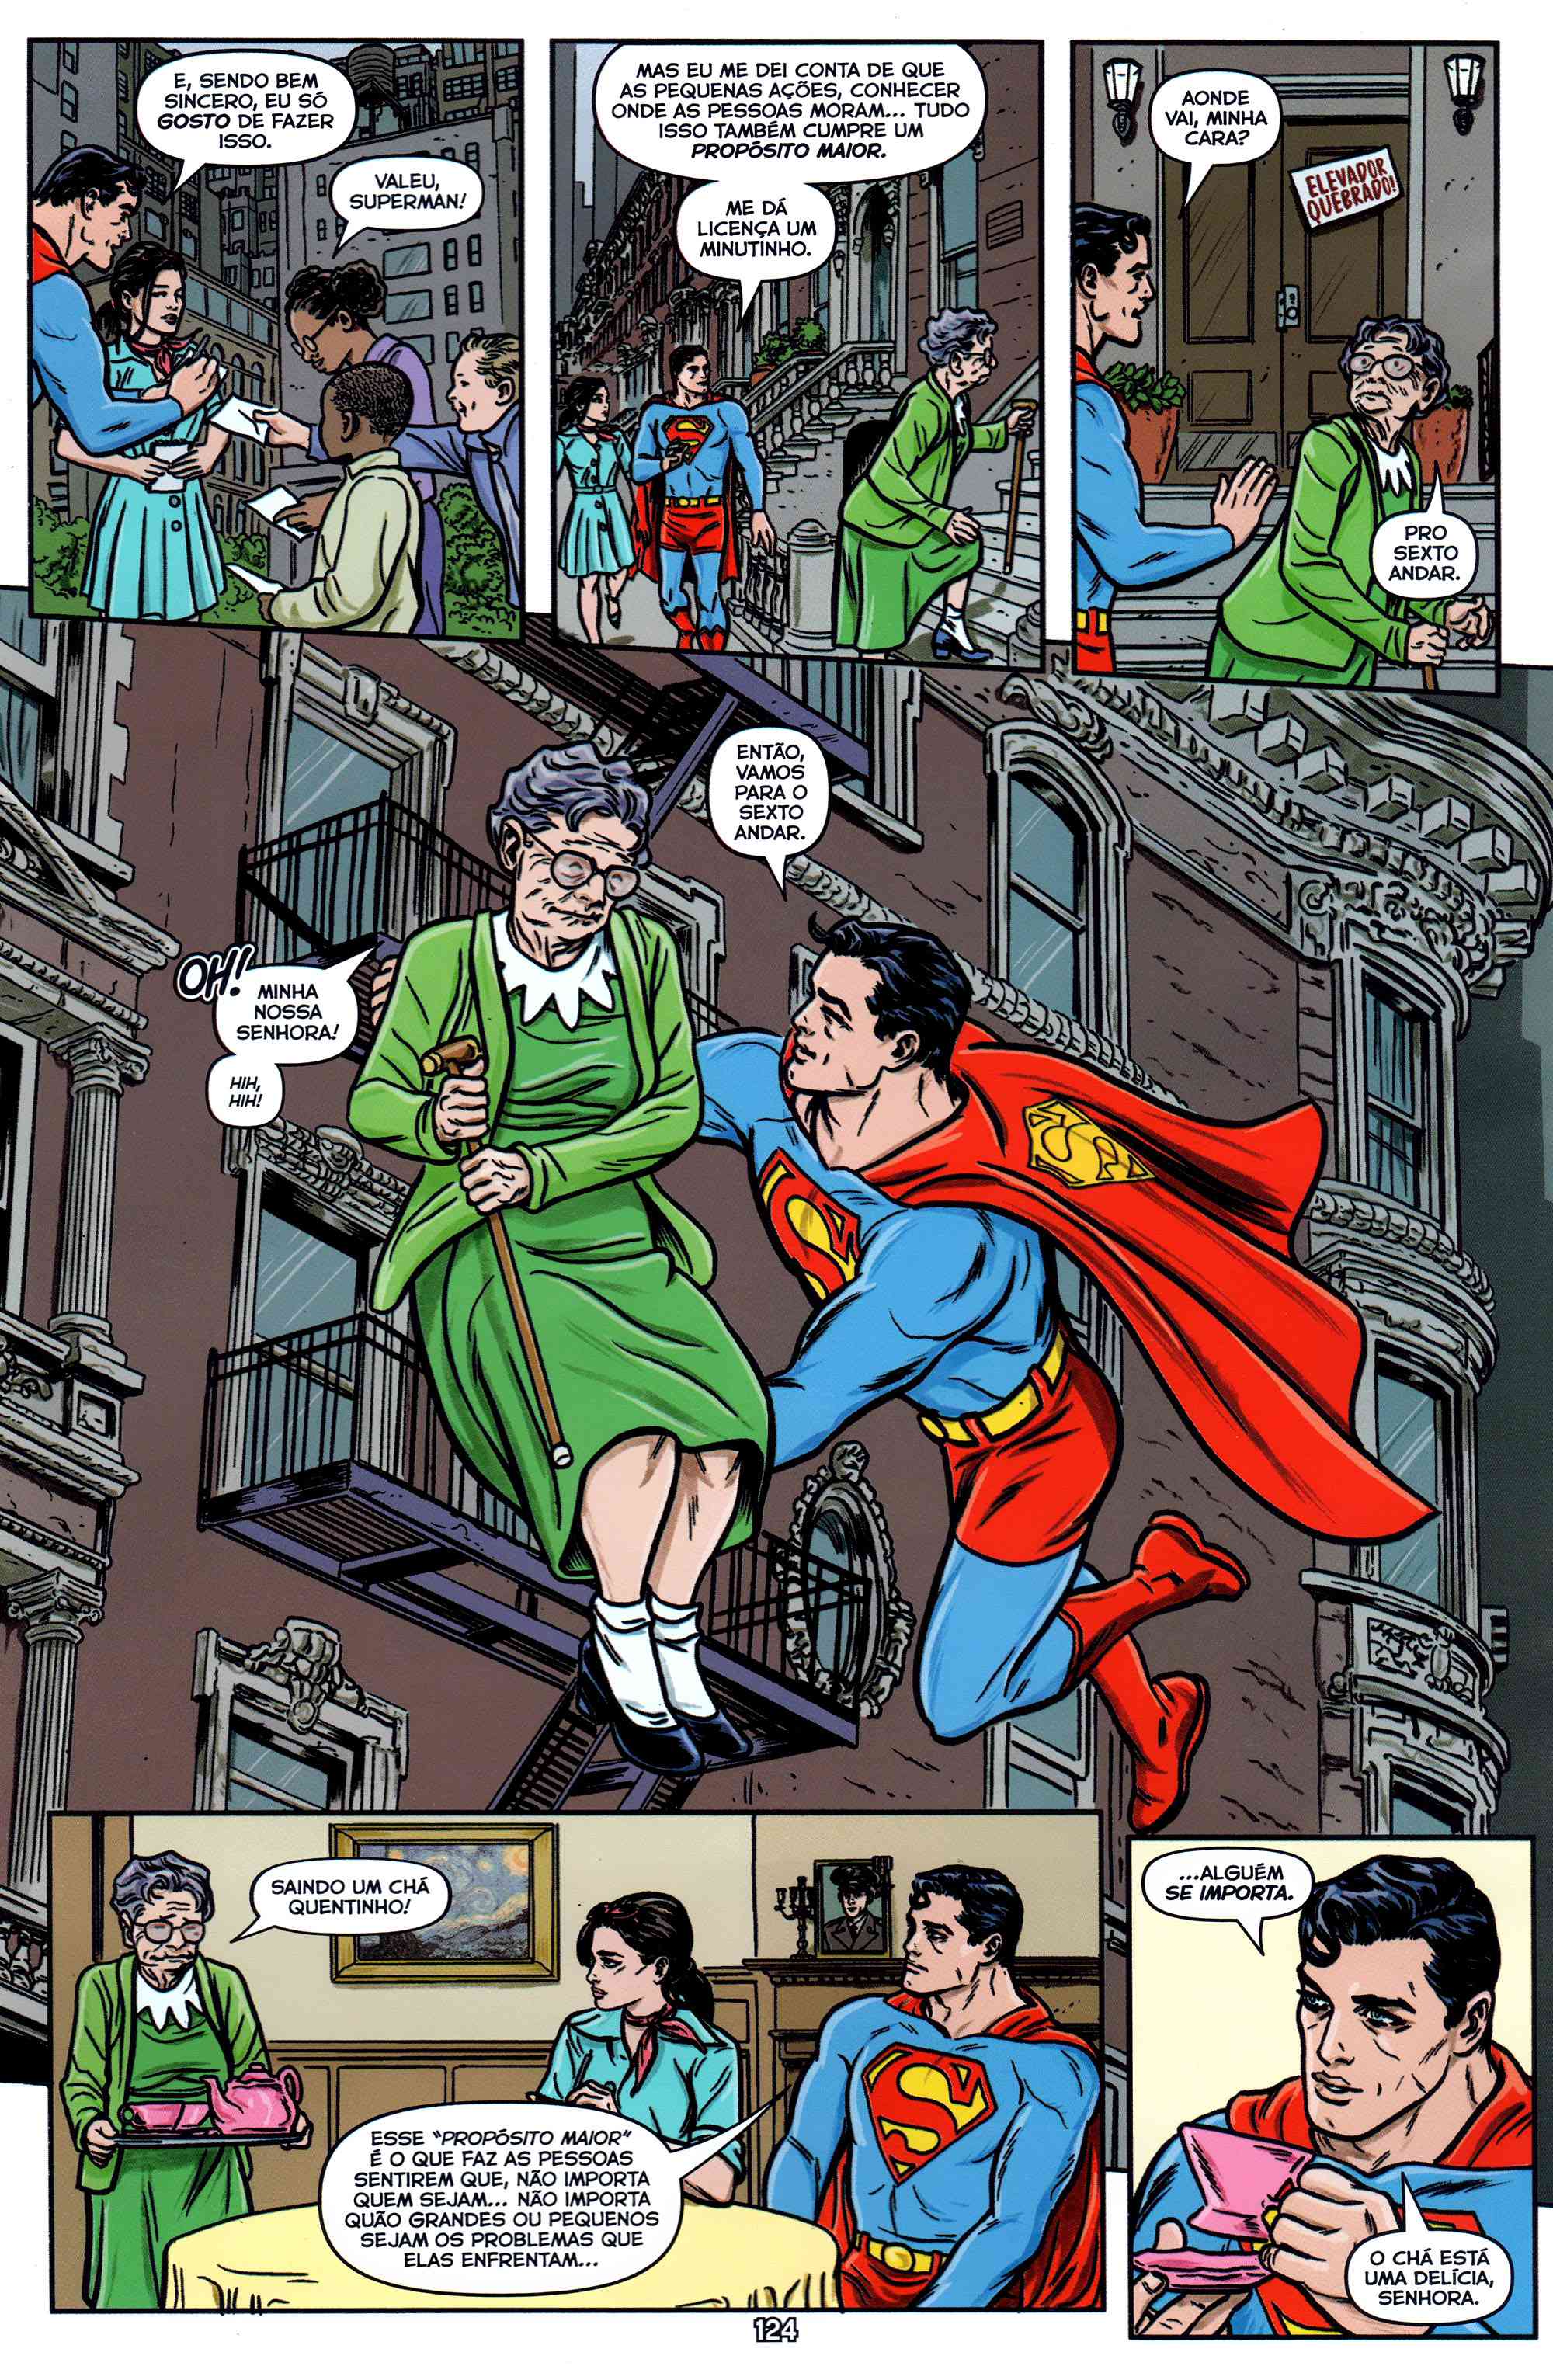 E, SENDO BEM
SINCERO, EU SÓ
GOSTO DE FAZER
ISSO.
VALEU,
SUPERMAN!
MAS EU ME DEI CONTA DE QUE
AS PEQUENAS AÇÕES, CONHECER
ONDE AS PESSOAS MORAM... TUDO
ISSO TAMBÉM CUMPRE UM
PROPÓSITO MAIOR.
ME DÁ
LICENÇA UM
MINUTINHO.
AONDE
VAI, MINHA
CARA?
ELEVADOR
QUEBRADO!
PRO
SEXTO
ANDAR.
ENTÃO,
VAMOS
PARA O
SEXTO
ANDAR.
OH!
MINHA
NOSSA
SENHORA!
HIH,
HIH!
SAINDO UM CHÁ
QUENTINHO!
ESSE "PROPÓSITO MAIOR"
É O QUE FAZ AS PESSOAS
SENTIREM QUE, NÃO IMPORTA
QUEM SEJAM... NÃO IMPORTA
QUÃO GRANDES OU PEQUENOS
SEJAM OS PROBLEMAS QUE
ELAS ENFRENTAM...
...ALGUÉM
SE IMPORTA.
O CHÁ ESTÁ
UMA DELÍCIA,
SENHORA.
124